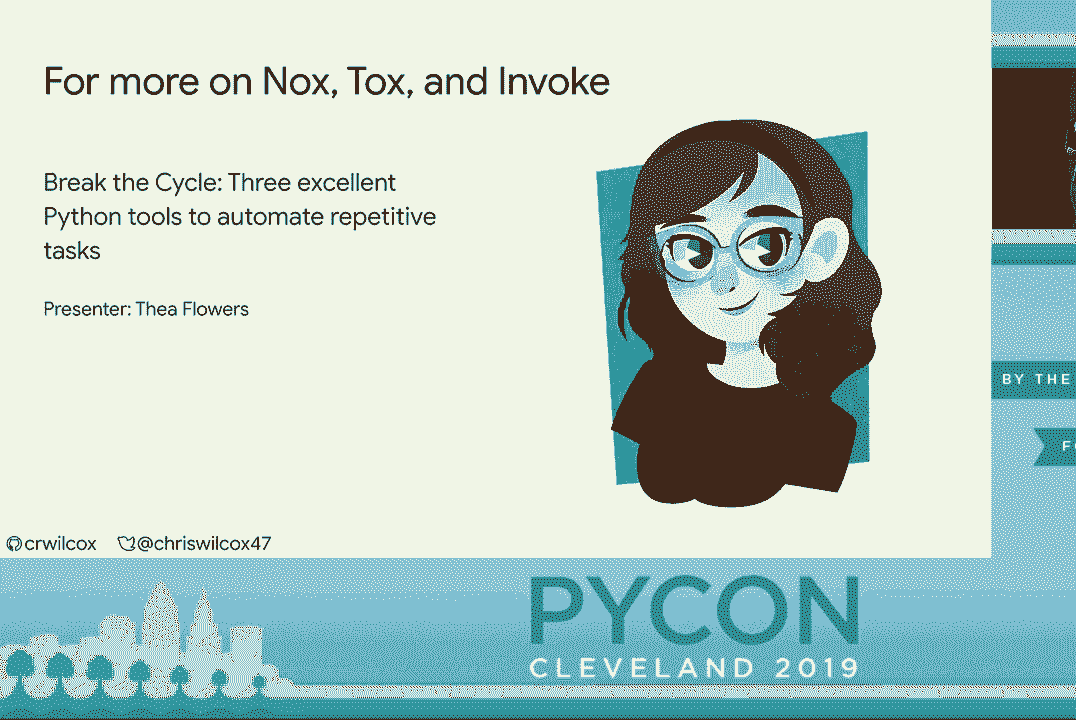 For more on Nox, Tox, and Invoke
Break the Cycle: Three excellent
Python tools to automate repetitive
tasks
Presenter: Thea Flowers
crwilcox @chriswilcox47
BY THE
PYCON
CLEVELAND 2019